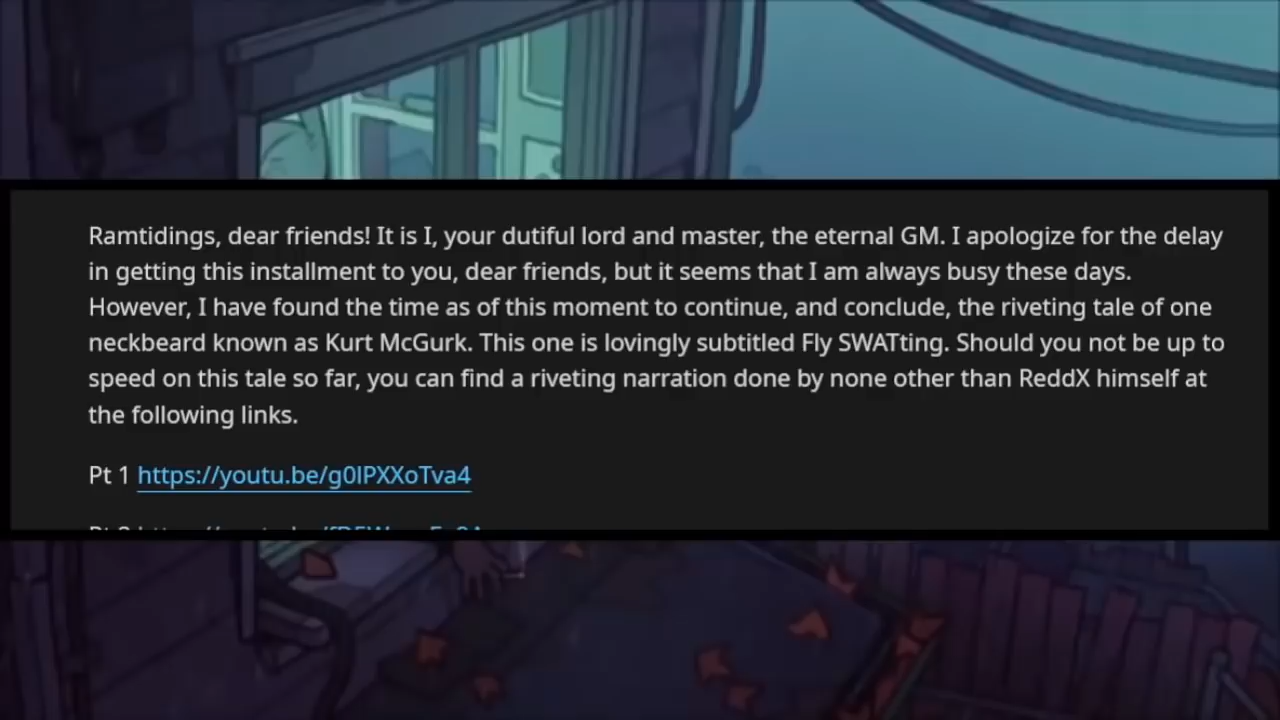 Ramtidings, dear friends! It is I, your dutiful lord and master, the eternal GM. I apologize for the delay
in getting this installment to you, dear friends, but it seems that I am always busy these days.
However, I have found the time as of this moment to continue, and conclude, the riveting tale of one
neckbeard known as Kurt McGurk. This one is lovingly subtitled Fly SWATting. Should you not be up to
speed on this tale so far, you can find a riveting narration done by none other than ReddX himself at
the following links.
Pt 1 https://youtu.be/g0lPXXoTva4